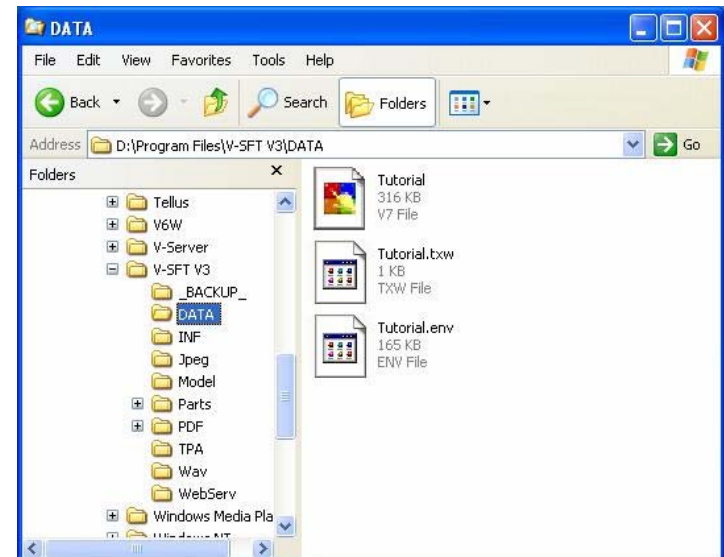 DATA
File Edit View Favorites Tools Help
Back Search Folders
Address D:\Program Files\V-SFT V3\DATA Go
Folders x
Tellus
V6W
V-Server
V-SFT V3
_BACKUP_
DATA
INF
Jpeg
Model
Parts
PDF
TPA
Wav
WebServ
Windows Media Pla
Tutorial
316 KB
V7 File
Tutorial.txw
1 KB
TXW File
Tutorial.env
165 KB
ENV File